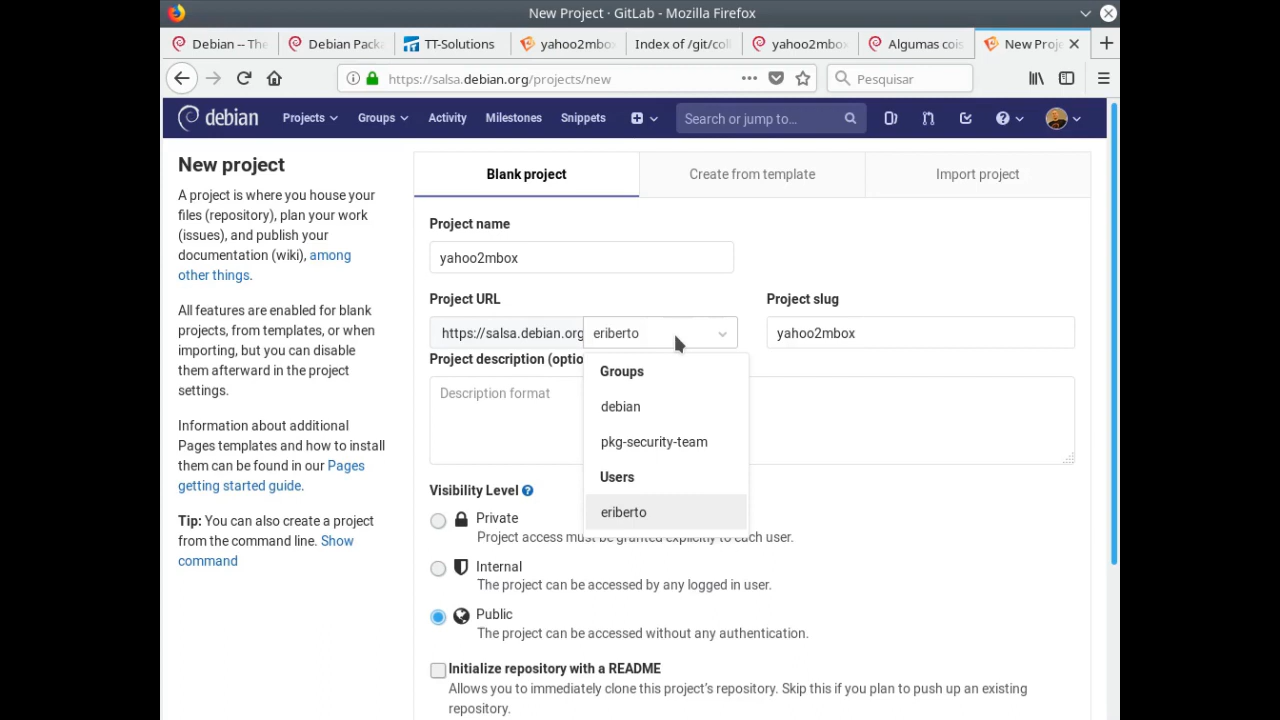 New Project · GitLab - Mozilla Firefox
Debian -- The
Debian Pack
TT-Solutions
yahoo2mbo
Index of /git/coll
yahoo2mbo
Algumas cois
New Proje
https://salsa.debian.org/projects/new
Pesquisar
debian
Projects
Groups
Activity
Milestones
Snippets
Search or jump to…
New project
A project is where you house your
files (repository), plan your work
(issues), and publish your
documentation (wiki), among
other things.
All features are enabled for blank
projects, from templates, or when
importing, but you can disable
them afterward in the project
settings.
Information about additional
Pages templates and how to install
them can be found in our Pages
getting started guide.
Tip: You can also create a project
from the command line. Show
command
Blank project
Create from template
Import project
Project name
yahoo2mbox
Project URL
Project slug
https://salsa.debian.org
eriberto
yahoo2mbox
Project description (optio
Description format
Groups
debian
pkg-security-team
Users
eriberto
Visibility Level
Private
Project access must be granted explicitly to each user.
Internal
The project can be accessed by any logged in user.
Public
The project can be accessed without any authentication.
Initialize repository with a README
Allows you to immediately clone this project's repository. Skip this if you plan to push up an existing
repository.